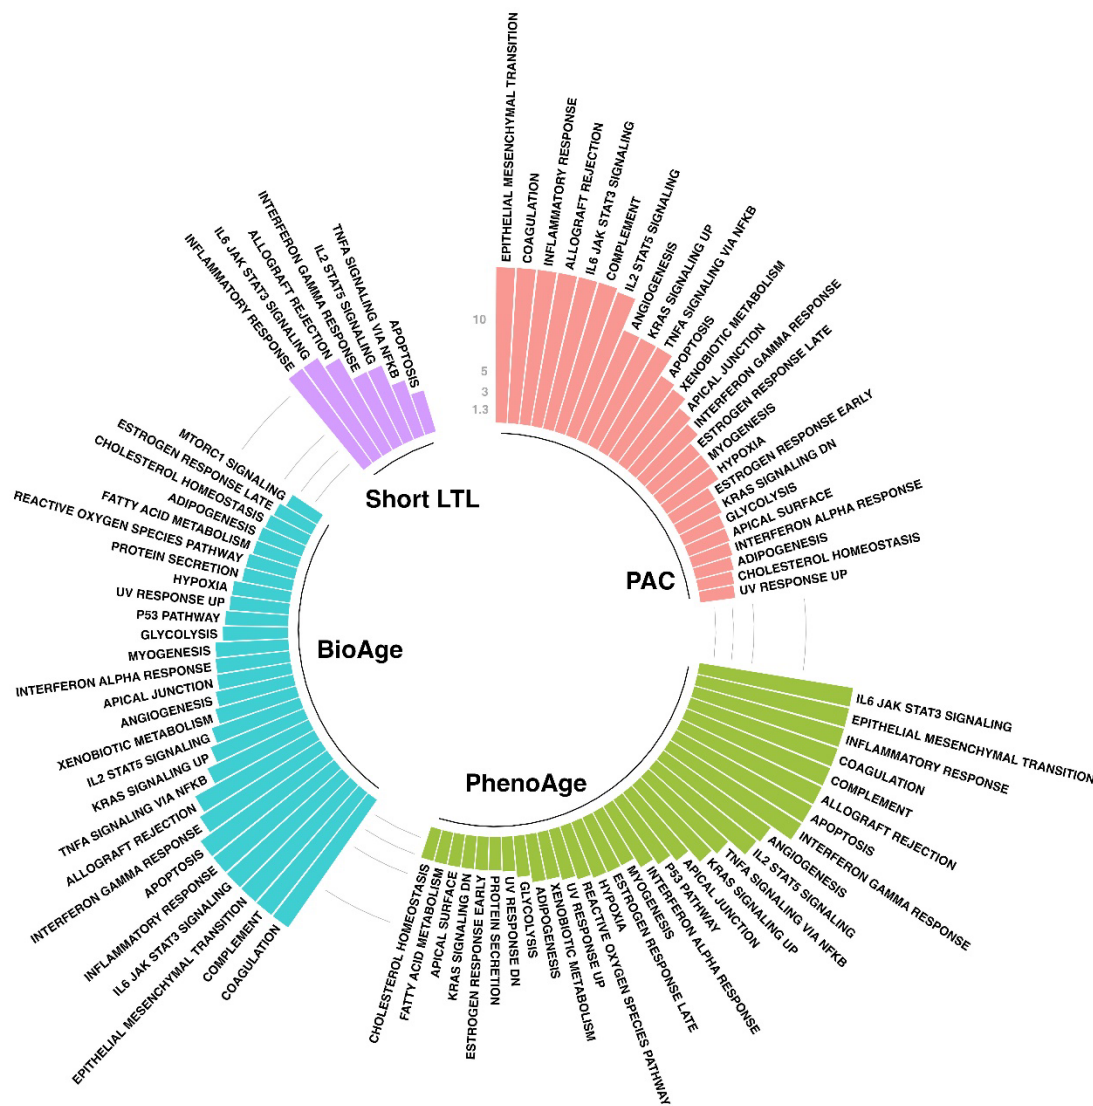 EPITHELIAL MESENCHYMAL TRANSITION
COAGULATION
INFLAMMATORY RESPONSE
ALLOGRAFT REJECTION
IL6 JAK STAT3 SIGNALING
COMPLEMENT
IL2 STAT5 SIGNALING
ANGIOGENESIS
KRAS SIGNALING UP
TNFA SIGNALING VIA NFKB
APOPTOSIS
XENOBIOTIC METABOLISM
APICAL JUNCTION
INTERFERON GAMMA RESPONSE
ESTROGEN RESPONSE LATE
MYOGENESIS
HYPOXIA
ESTROGEN RESPONSE EARLY
KRAS SIGNALING DN
GLYCOLYSIS
APICAL SURFACE
INTERFERON ALPHA RESPONSE
ADIPOGENESIS
CHOLESTEROL HOMEOSTASIS
UV RESPONSE UP
PAC
10
5
3
1.3
IL6 JAK STAT3 SIGNALING
EPITHELIAL MESENCHYMAL TRANSITION
INFLAMMATORY RESPONSE
COAGULATION
COMPLEMENT
ALLOGRAFT REJECTION
APOPTOSIS
INTERFERON GAMMA RESPONSE
ANGIOGENESIS
IL2 STAT5 SIGNALING
TNFA SIGNALING VIA NFKB
KRAS SIGNALING UP
APICAL JUNCTION
P53 PATHWAY
INTERFERON ALPHA RESPONSE
MYOGENESIS
ESTROGEN RESPONSE LATE
HYPOXIA
REACTIVE OXYGEN SPECIES PATHWAY
UV RESPONSE UP
XENOBIOTIC METABOLISM
ADIPOGENESIS
GLYCOLYSIS
UV RESPONSE DN
PROTEIN SECRETION
ESTROGEN RESPONSE EARLY
KRAS SIGNALING DN
APICAL SURFACE
FATTY ACID METABOLISM
CHOLESTEROL HOMEOSTASIS
PhenoAge
COAGULATION
COMPLEMENT
EPITHELIAL MESENCHYMAL TRANSITION
IL6 JAK STAT3 SIGNALING
INFLAMMATORY RESPONSE
APOPTOSIS
INTERFERON GAMMA RESPONSE
ALLOGRAFT REJECTION
TNFA SIGNALING VIA NFKB
KRAS SIGNALING UP
IL2 STAT5 SIGNALING
XENOBIOTIC METABOLISM
ANGIOGENESIS
APICAL JUNCTION
INTERFERON ALPHA RESPONSE
MYOGENESIS
GLYCOLYSIS
P53 PATHWAY
UV RESPONSE UP
HYPOXIA
PROTEIN SECRETION
REACTIVE OXYGEN SPECIES PATHWAY
FATTY ACID METABOLISM
ADIPOGENESIS
CHOLESTEROL HOMEOSTASIS
ESTROGEN RESPONSE LATE
MTORC1 SIGNALING
BioAge
INFLAMMATORY RESPONSE
IL6 JAK STAT3 SIGNALING
ALLOGRAFT REJECTION
INTERFERON GAMMA RESPONSE
IL2 STAT5 SIGNALING
TNFA SIGNALING VIA NFKB
APOPTOSIS
Short LTL